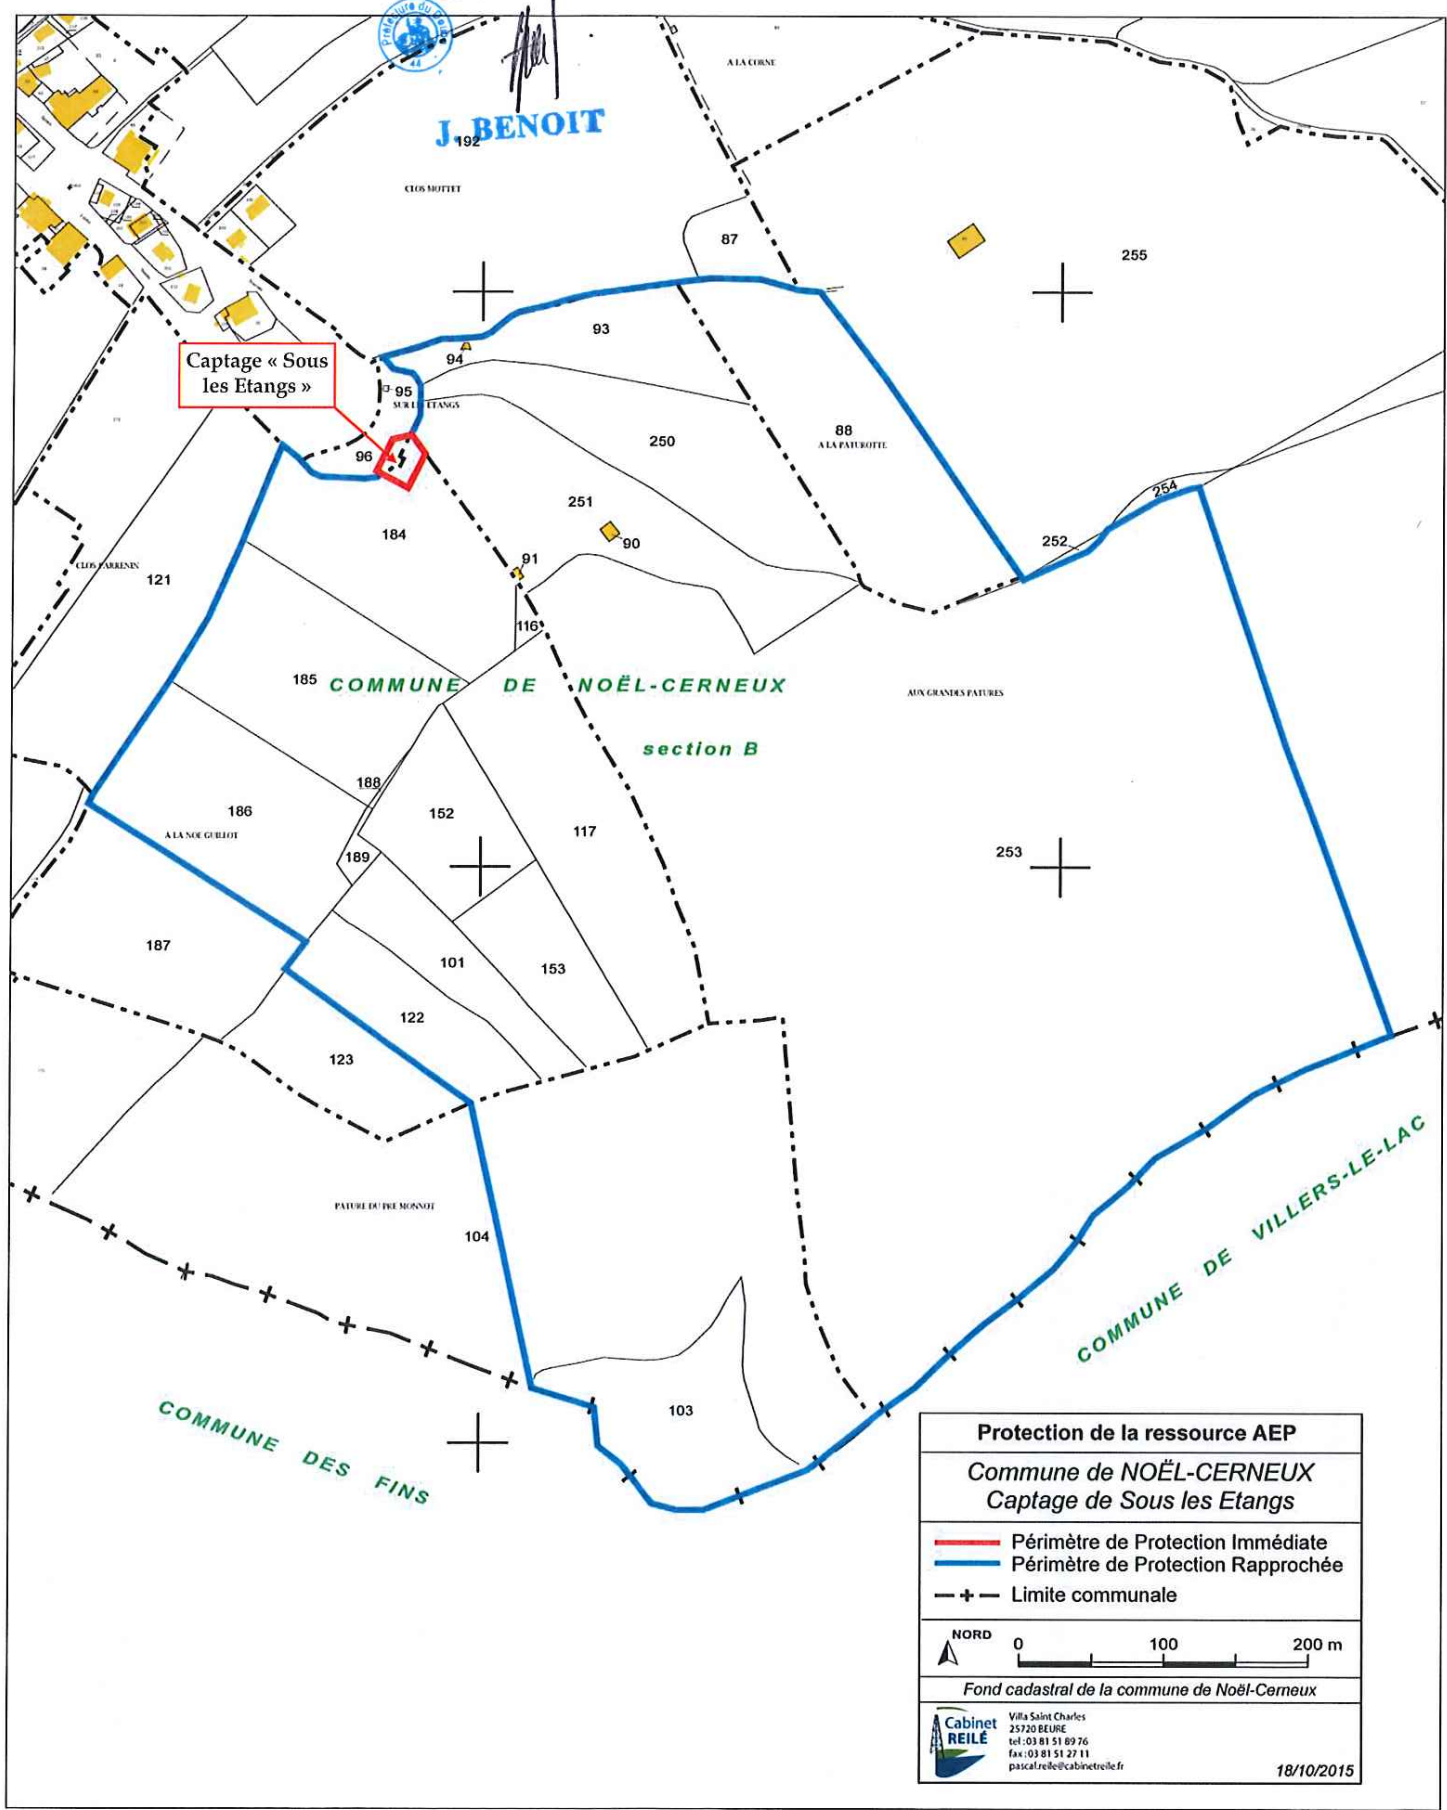 Préfecture du Doubs
J. BENOIT
A LA CORNE
192
CLOS MOTTET
87
255
93
94
Captage « Sous
les Etangs »
95
SUR LES ETANGS
88
A LA PATUROTTE
250
96
251
254
184
90
252
91
CLOS PARRENIN
121
116
185
COMMUNE DE NOËL-CERNEUX
AUX GRANDES PATURES
section B
188
186
152
A LA NOE GUILLOT
117
189
253
187
101
153
122
123
PATURE DU PRE MONNOT
104
COMMUNE DE VILLERS-LE-LAC
103
COMMUNE DES FINS
Protection de la ressource AEP
Commune de NOËL-CERNEUX
Captage de Sous les Etangs
Périmètre de Protection Immédiate
Périmètre de Protection Rapprochée
Limite communale
NORD
0 100 200 m
Fond cadastral de la commune de Noël-Cerneux
Cabinet
REILÉ
Villa Saint Charles
25720 BEURE
tel : 03 81 51 89 76
fax : 03 81 51 27 11
pascal.reile@cabinetreile.fr
18/10/2015